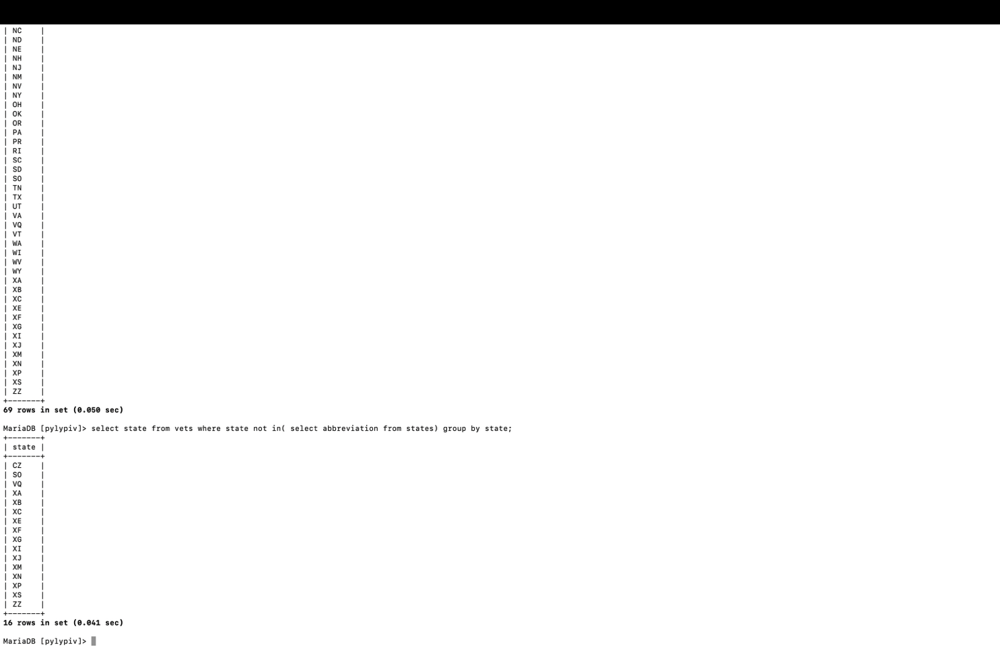 | NC    |
| ND    |
| NE    |
| NH    |
| NJ    |
| NM    |
| NV    |
| NY    |
| OH    |
| OK    |
| OR    |
| PA    |
| PR    |
| RI    |
| SC    |
| SD    |
| SO    |
| TN    |
| TX    |
| UT    |
| VA    |
| VQ    |
| VT    |
| WA    |
| WI    |
| WV    |
| WY    |
| XA    |
| XB    |
| XC    |
| XE    |
| XF    |
| XG    |
| XI    |
| XJ    |
| XM    |
| XN    |
| XP    |
| XS    |
| ZZ    |
+-------+
69 rows in set (0.050 sec)
MariaDB [pylypiv]> select state from vets where state not in( select abbreviation from states) group by state;
+-------+
| state |
+-------+
| CZ    |
| SO    |
| VQ    |
| XA    |
| XB    |
| XC    |
| XE    |
| XF    |
| XG    |
| XI    |
| XJ    |
| XM    |
| XN    |
| XP    |
| XS    |
| ZZ    |
+-------+
16 rows in set (0.041 sec)
MariaDB [pylypiv]>